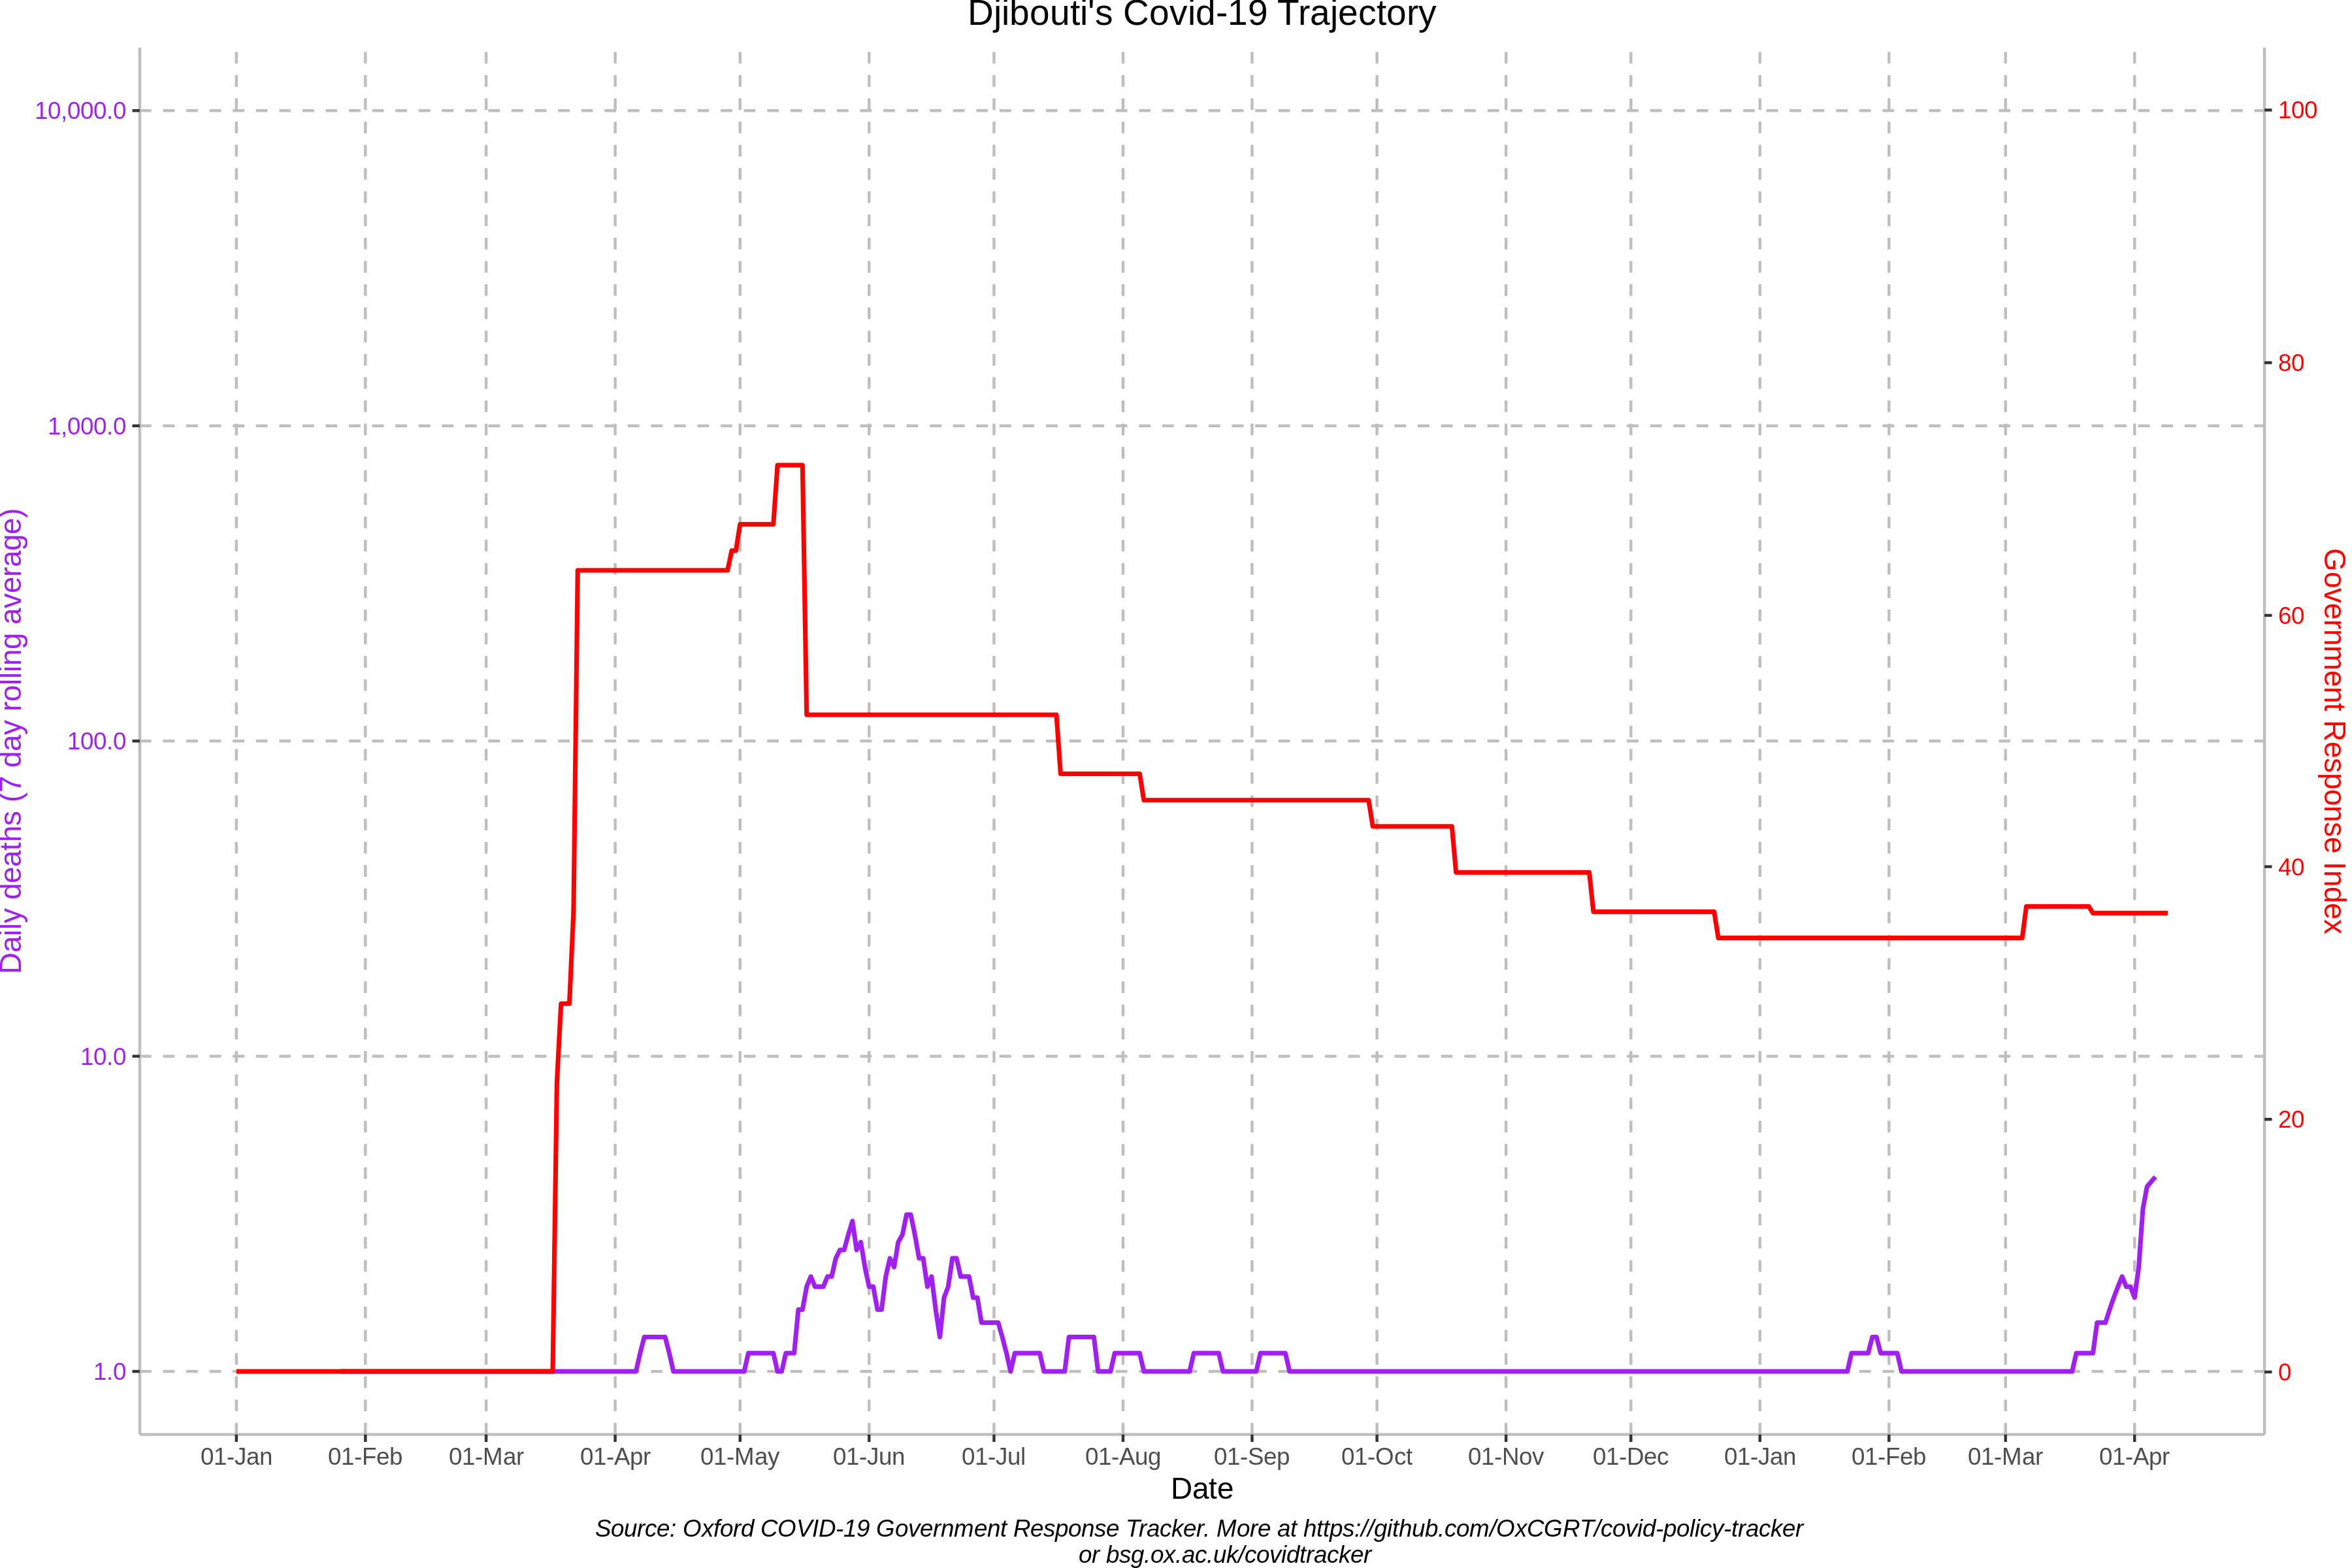 Djibouti's Covid-19 Trajectory
10,000.0
1,000.0
100.0
10.0
1.0
Daily deaths (7 day rolling average)
100
80
60
40
20
0
Government Response Index
01-Jan 01-Feb 01-Mar 01-Apr 01-May 01-Jun 01-Jul 01-Aug 01-Sep 01-Oct 01-Nov 01-Dec 01-Jan 01-Feb 01-Mar 01-Apr
Date
Source: Oxford COVID-19 Government Response Tracker. More at https://github.com/OxCGRT/covid-policy-tracker
or bsg.ox.ac.uk/covidtracker